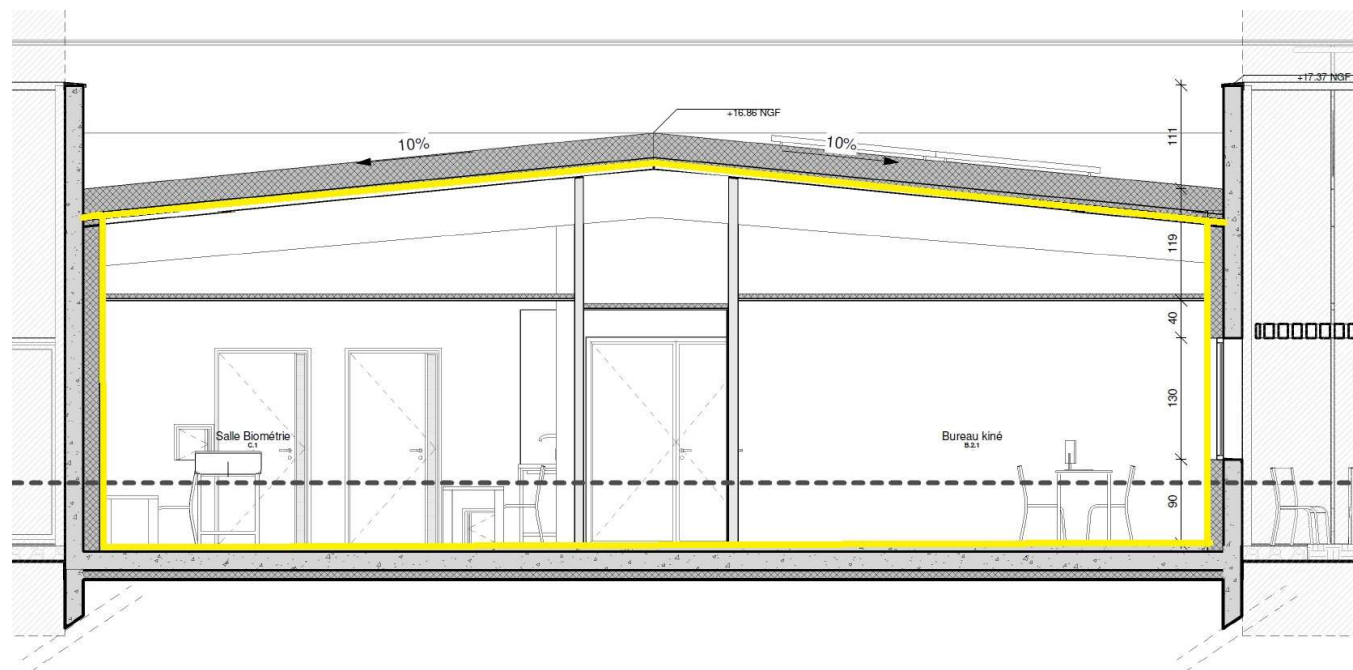 +17.37 NGF
+16.86 NGF
10%
10%
111
119
40
130
90
Salle Biométrie
C.1
Bureau kiné
B.2.1